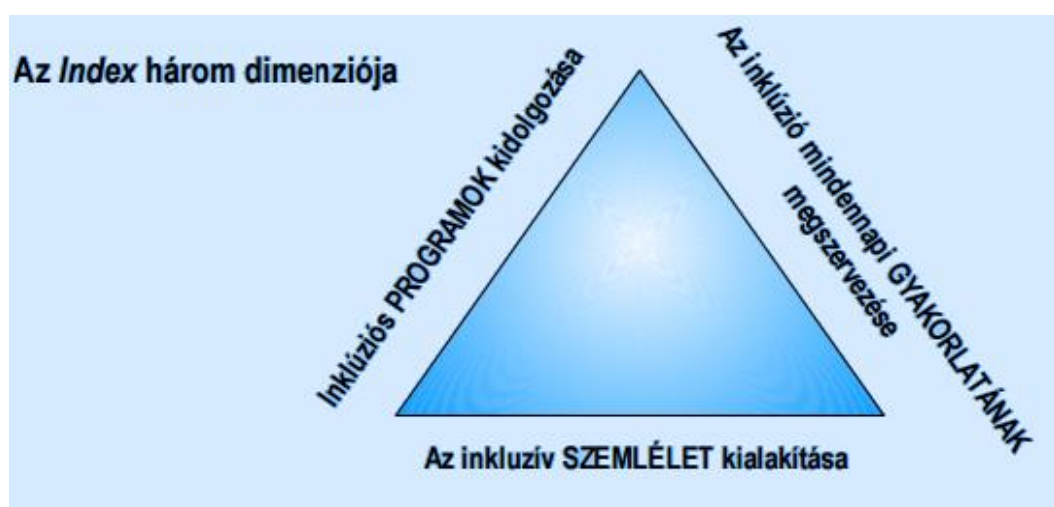 Az Index három dimenziója
Inklúziós PROGRAMOK kidolgozása
Az inklúzió mindennapi GYAKORLATÁNAK
megszervezése
Az inkluzív SZEMLÉLET kialakítása